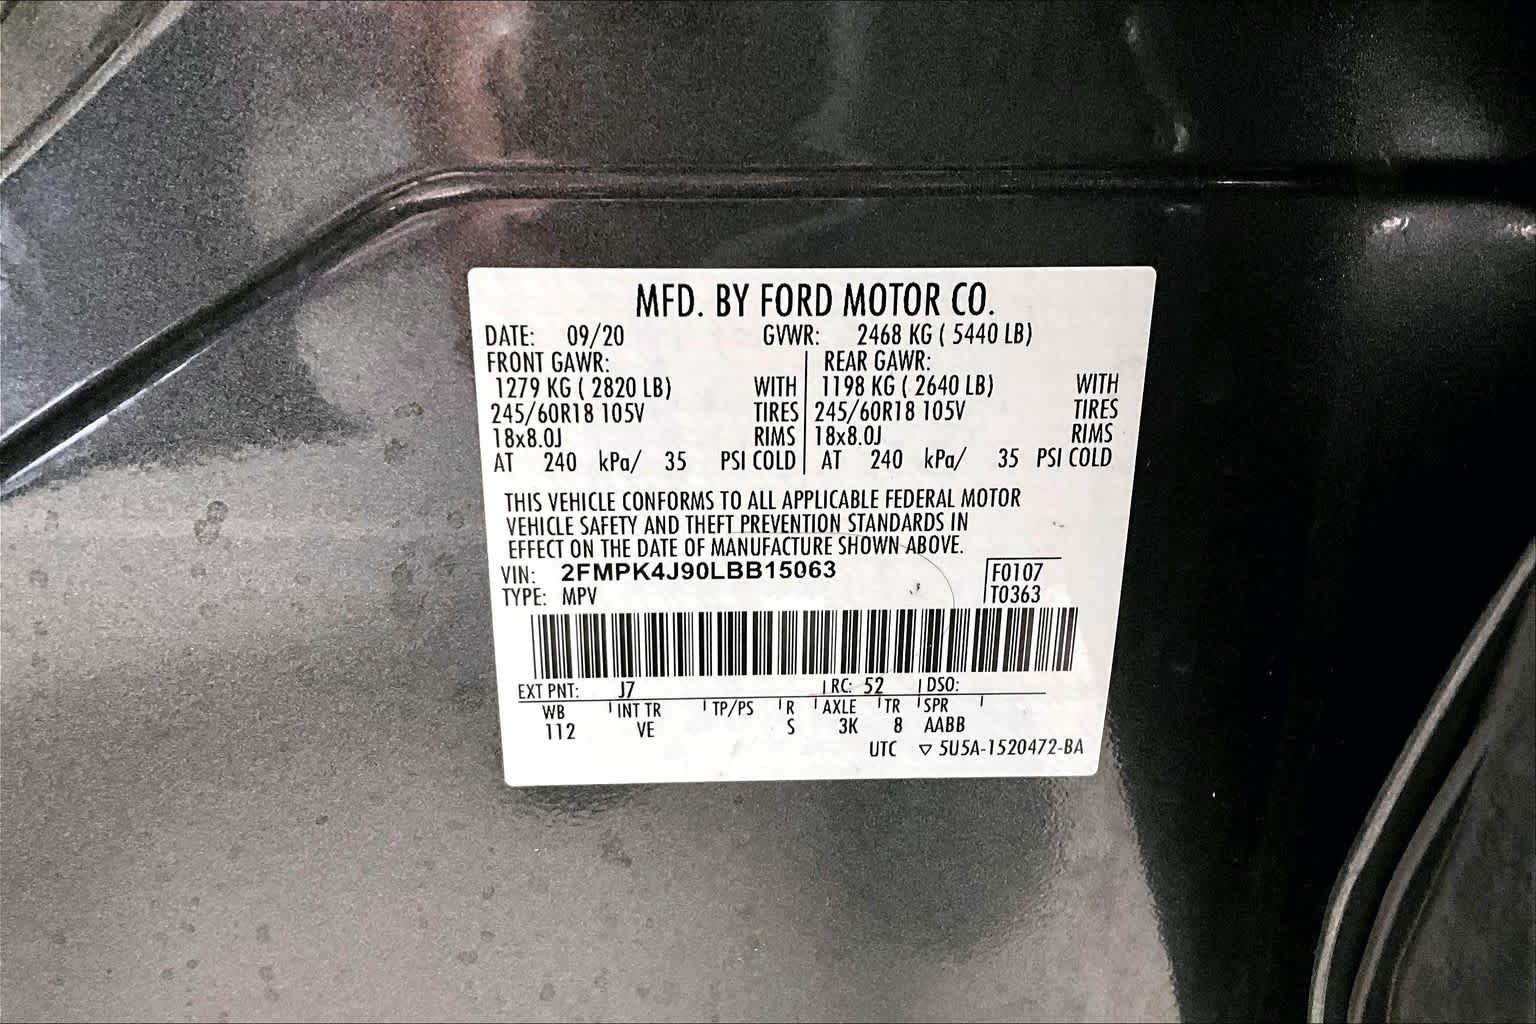 MFD. BY FORD MOTOR CO.
DATE: 09/20 GVWR: 2468 KG ( 5440 LB)
FRONT GAWR: REAR GAWR:
1279 KG ( 2820 LB) WITH 1198 KG ( 2640 LB) WITH
245/60R18 105V TIRES 245/60R18 105V TIRES
18x8.0J RIMS 18x8.0J RIMS
AT 240 kPa/ 35 PSI COLD AT 240 kPa/ 35 PSI COLD
THIS VEHICLE CONFORMS TO ALL APPLICABLE FEDERAL MOTOR
VEHICLE SAFETY AND THEFT PREVENTION STANDARDS IN
EFFECT ON THE DATE OF MANUFACTURE SHOWN ABOVE.
VIN: 2FMPK4J90LBB15063 F0107
TYPE: MPV T0363
EXT PNT: J7 RC: 52 DSO:
WB INT TR TP/PS R AXLE TR SPR
112 VE S 3K 8 AABB
UTC ▽ 5U5A-1520472-BA